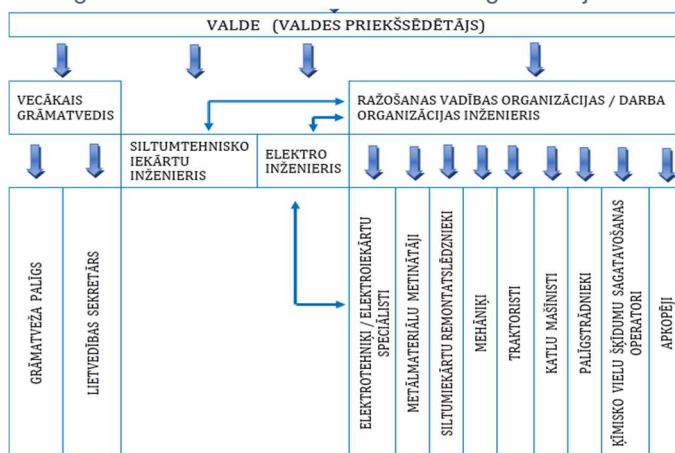 VALDE (VALDES PRIEKŠSĒDĒTĀJS)
VECĀKAIS
GRĀMATVEDIS
RAŽOŠANAS VADĪBAS ORGANIZĀCIJAS / DARBA
ORGANIZĀCIJAS INŽENIERIS
SILTUMTEHNISKO
IEKĀRTU
INŽENIERIS
ELEKTRO
INŽENIERIS
GRĀMATVEŽA PALĪGS
LIETVEDĪBAS SEKRETĀRS
ELEKTROTEHNIĶI / ELEKTROIEKĀRTU
SPECIĀLISTI
METĀLMATERIĀLU METINĀTĀJI
SILTUMIEKĀRTU REMONTATSLĒDZNIEKI
MEHĀNIĶI
TRAKTORISTI
KATLU MAŠĪNISTI
PALĪGSTRĀDNIEKI
ĶĪMISKO VIELU ŠĶĪDUMU SAGATAVOŠANAS
OPERATORI
APKOPĒJI